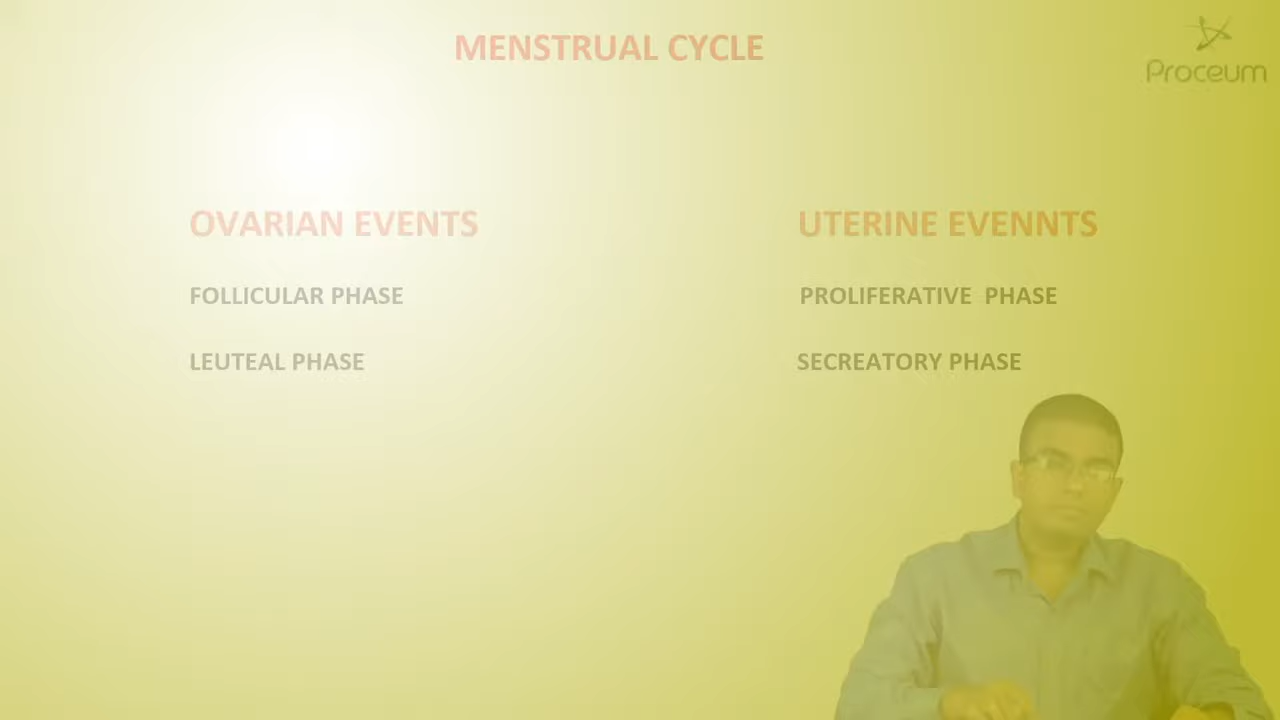 MENSTRUAL CYCLE
Proceum
OVARIAN EVENTS
UTERINE EVENNTS
FOLLICULAR PHASE
PROLIFERATIVE PHASE
LEUTEAL PHASE
SECREATORY PHASE